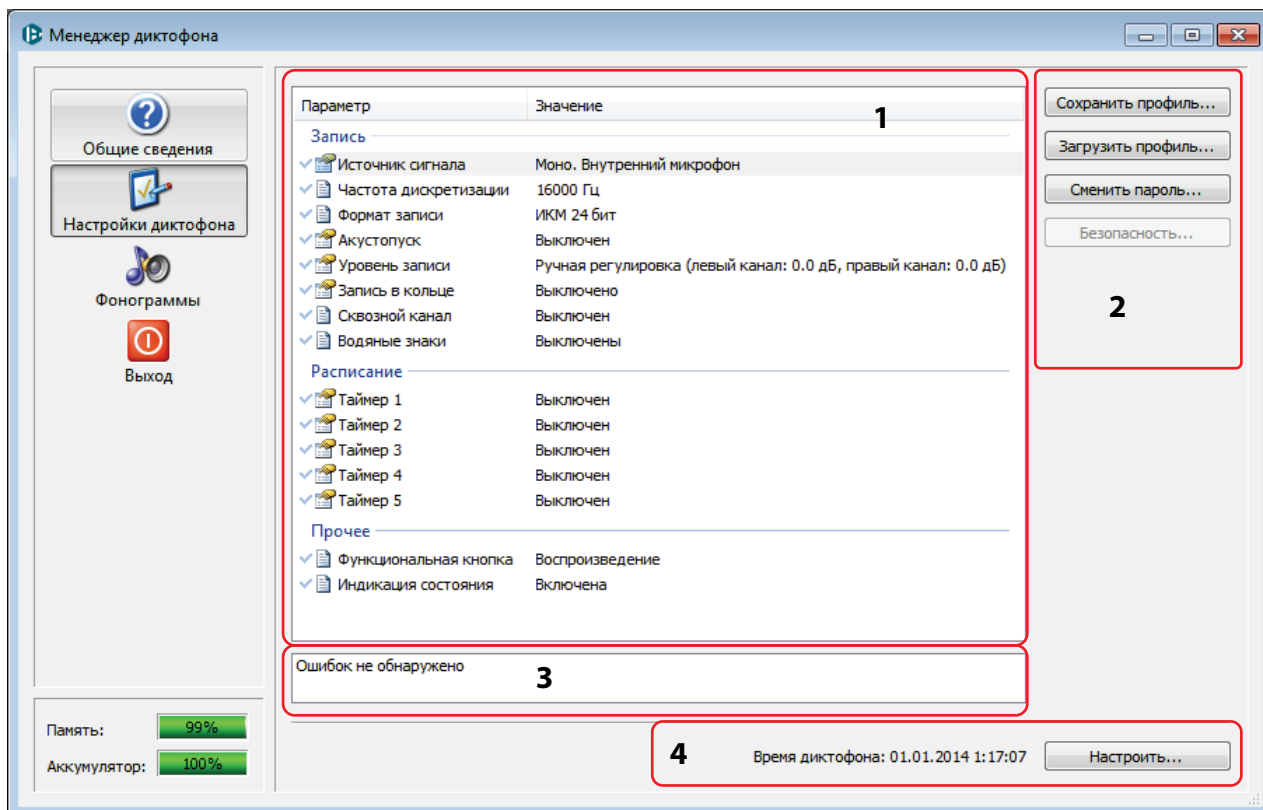 Менеджер диктофона
Общие сведения
Настройки диктофона
Фонограммы
Выход
Память: 99%
Аккумулятор: 100%
Параметр Значение 1
Запись
Источник сигнала Моно. Внутренний микрофон
Частота дискретизации 16000 Гц
Формат записи ИКМ 24 бит
Акустопуск Выключен
Уровень записи Ручная регулировка (левый канал: 0.0 дБ, правый канал: 0.0 дБ)
Запись в кольце Выключено
Сквозной канал Выключен
Водяные знаки Выключены
Расписание
Таймер 1 Выключен
Таймер 2 Выключен
Таймер 3 Выключен
Таймер 4 Выключен
Таймер 5 Выключен
Прочее
Функциональная кнопка Воспроизведение
Индикация состояния Включена
Ошибок не обнаружено
3
Сохранить профиль...
Загрузить профиль...
Сменить пароль...
Безопасность...
2
4 Время диктофона: 01.01.2014 1:17:07 Настроить...